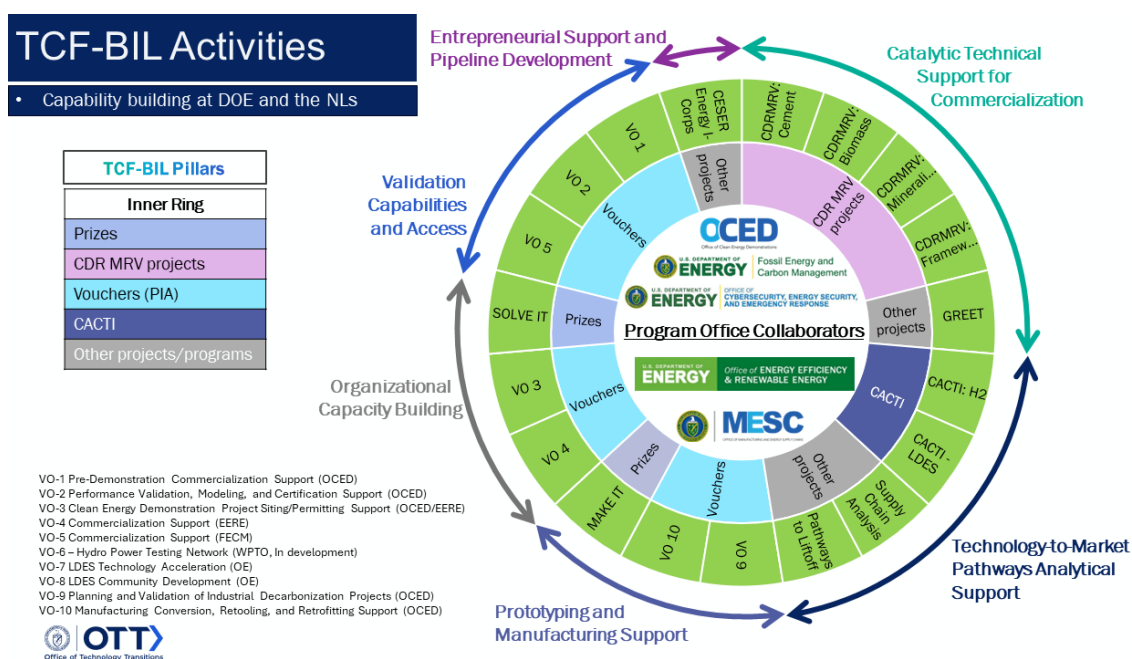 TCF-BIL Activities
• Capability building at DOE and the NLs
TCF-BIL Pillars
Inner Ring
Prizes
CDR MRV projects
Vouchers (PIA)
CACTI
Other projects/programs
Entrepreneurial Support and
Pipeline Development
Catalytic Technical
Support for
Commercialization
Validation
Capabilities
and Access
Organizational
Capacity Building
Prototyping and
Manufacturing Support
Technology-to-Market
Pathways Analytical
Support
CESER
Energy I-
Corps
CDRMRV:
Cement
CDRMRV:
Biomass
CDRMRV:
Minerali...
CDRMRV:
Framew...
GREET
CACTI: H2
CACTI -
LDES
Supply
Chain
Analysis
Pathways
to Liftoff
VO 9
VO 10
MAKE IT
VO 4
VO 3
SOLVE IT
VO 5
VO 2
VO 1
Other
projects
CDR MRV
projects
Other
projects
CACTI
Other
projects
Vouchers
Prizes
Vouchers
Prizes
Vouchers
OCED
Office of Clean Energy Demonstrations
U.S. DEPARTMENT OF
ENERGY
Fossil Energy and
Carbon Management
U.S. DEPARTMENT OF
ENERGY
OFFICE OF
CYBERSECURITY, ENERGY SECURITY,
AND EMERGENCY RESPONSE
Program Office Collaborators
U.S. DEPARTMENT OF
ENERGY
Office of ENERGY EFFICIENCY
& RENEWABLE ENERGY
MESC
OFFICE OF MANUFACTURING AND ENERGY SUPPLY CHAINS
VO-1 Pre-Demonstration Commercialization Support (OCED)
VO-2 Performance Validation, Modeling, and Certification Support (OCED)
VO-3 Clean Energy Demonstration Project Siting/Permitting Support (OCED/EERE)
VO-4 Commercialization Support (EERE)
VO-5 Commercialization Support (FECM)
VO-6 – Hydro Power Testing Network (WPTO, In development)
VO-7 LDES Technology Acceleration (OE)
VO-8 LDES Community Development (OE)
VO-9 Planning and Validation of Industrial Decarbonization Projects (OCED)
VO-10 Manufacturing Conversion, Retooling, and Retrofitting Support (OCED)
OTT
Office of Technology Transitions